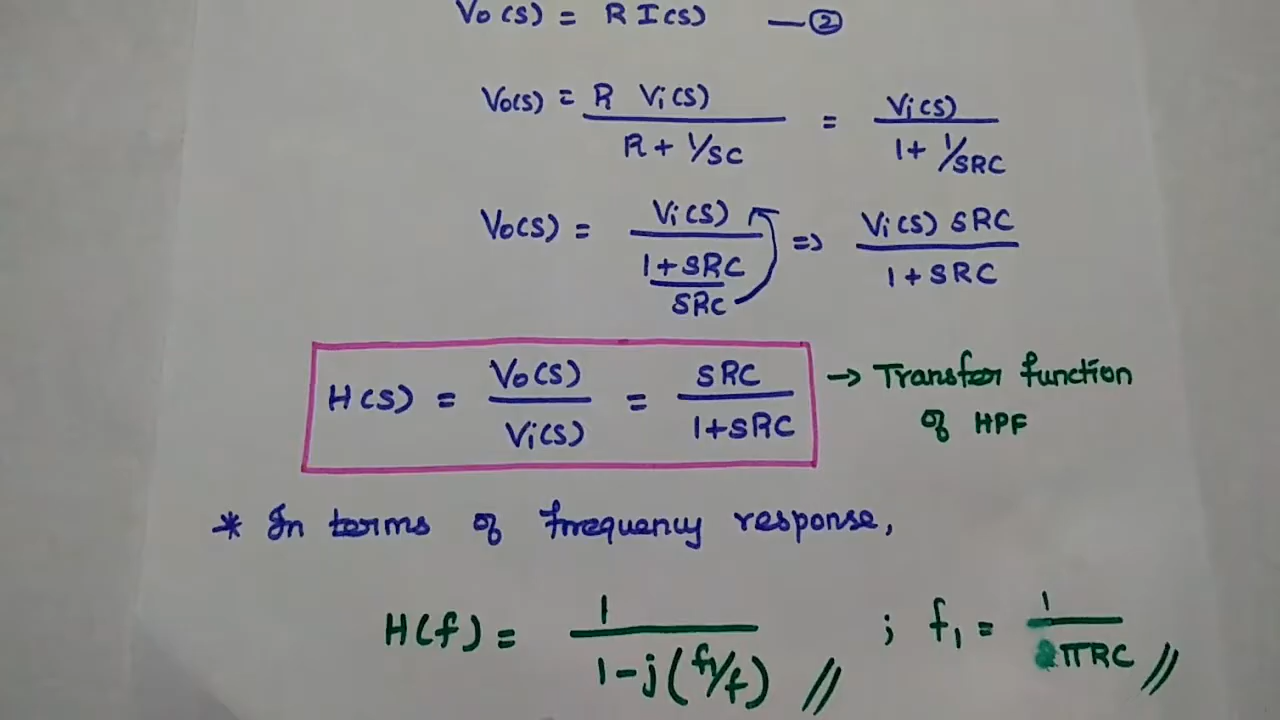 Vo(S) = R I(S) — ②
Vo(S) = R Vi(S) / R + 1/SC = Vi(S) / 1 + 1/SRC
Vo(S) = Vi(S) / 1+SRC / SRC => Vi(S) SRC / 1 + SRC
H(S) = Vo(S) / Vi(S) = SRC / 1+SRC → Transfer function
of HPF
* In terms of frequency response,
H(f) = 1 / 1-j(f1/f) // ; f1 = 1 / 2πRC //